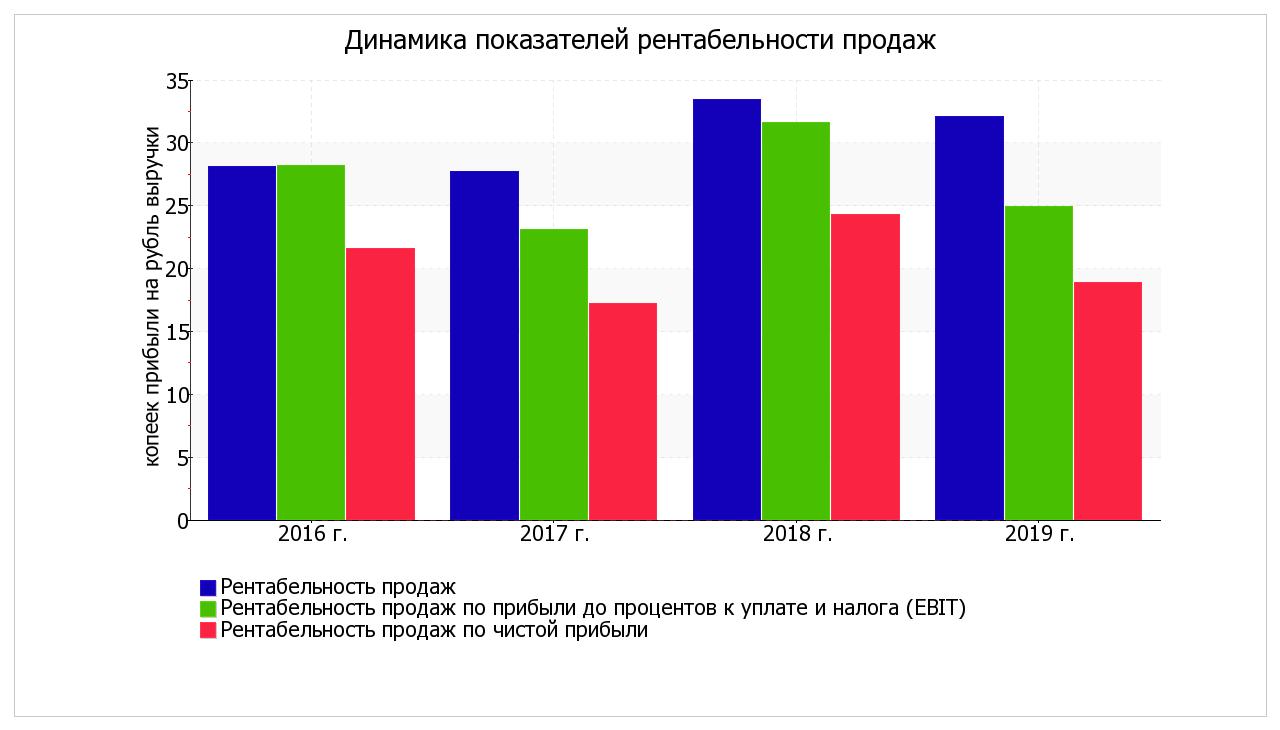 Динамика показателей рентабельности продаж
копеек прибыли на рубль выручки
35
30
25
20
15
10
5
0
2016 г.
2017 г.
2018 г.
2019 г.
Рентабельность продаж
Рентабельность продаж по прибыли до процентов к уплате и налога (EBIT)
Рентабельность продаж по чистой прибыли